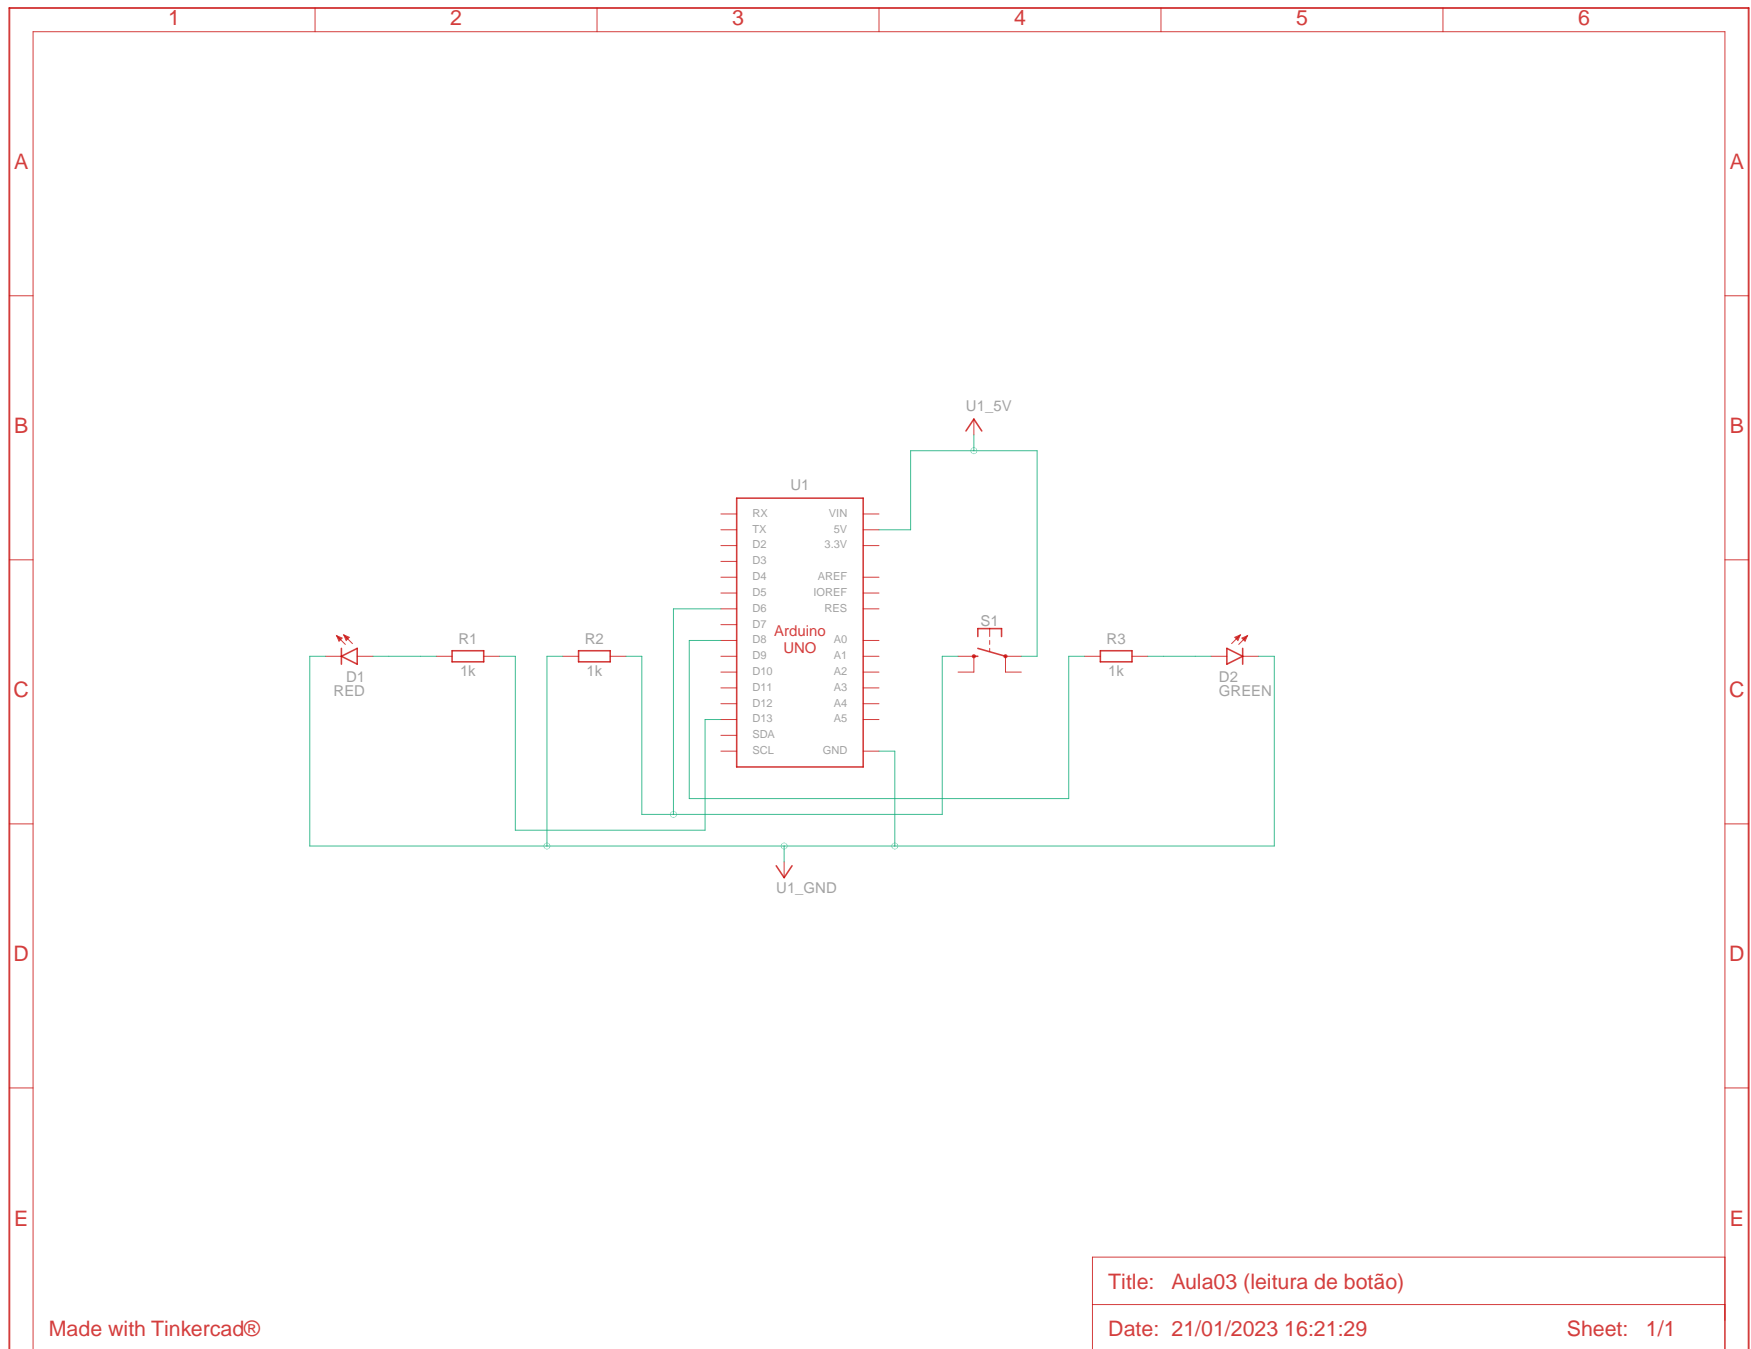 1 2 3 4 5 6
A A
U1_5V
B B
U1
RX VIN
TX 5V
D2 3.3V
D3
D4 AREF
D5 IOREF
D6 RES
D7
D8 A0
D9 A1
D10 A2
D11 A3
D12 A4
D13 A5
SDA
SCL GND
Arduino
UNO
S1
R1
1k
R2
1k
R3
1k
D1
RED
D2
GREEN
C C
U1_GND
D D
E E
Title: Aula03 (leitura de botão)
Made with Tinkercad®
Date: 21/01/2023 16:21:29 Sheet: 1/1